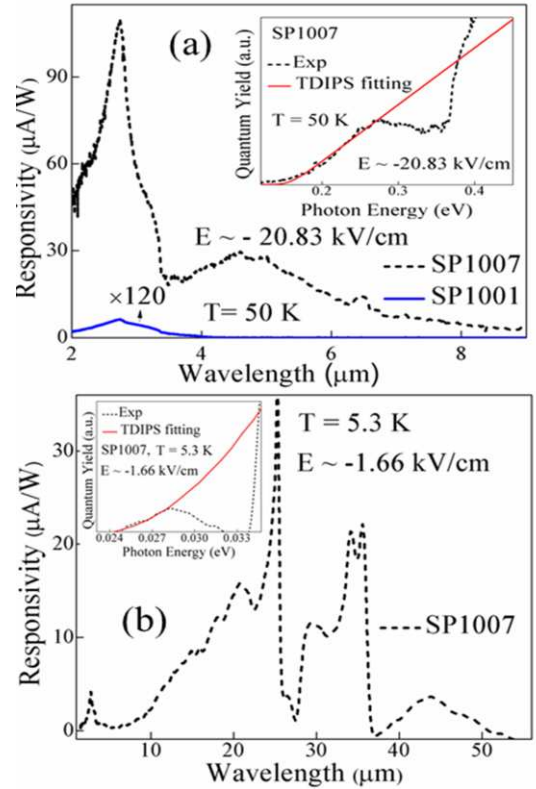 (a)
SP1007
Exp
TDIPS fitting
T = 50 K
E ~ -20.83 kV/cm
Quantum Yield (a.u.)
0.2 0.3 0.4
Photon Energy (eV)
E ~ - 20.83 kV/cm
SP1007
×120
T= 50 K
SP1001
Responsivity (μA/W)
90
60
30
0
2 4 6 8
Wavelength (μm)
Exp
TDIPS fitting
SP1007, T = 5.3 K
E ~ -1.66 kV/cm
Quantum Yield (a.u.)
0.024 0.027 0.030 0.033
Photon Energy (eV)
T = 5.3 K
E ~ -1.66 kV/cm
(b)
SP1007
Responsivity (μA/W)
30
20
10
0
10 20 30 40 50
Wavelength (μm)